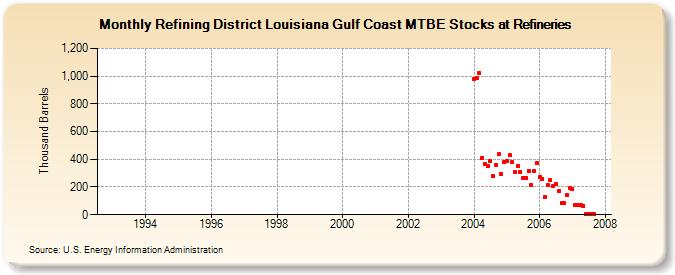 Monthly Refining District Louisiana Gulf Coast MTBE Stocks at Refineries
Thousand Barrels
1,200
1,000
800
600
400
200
0
1994 1996 1998 2000 2002 2004 2006 2008
Source: U.S. Energy Information Administration